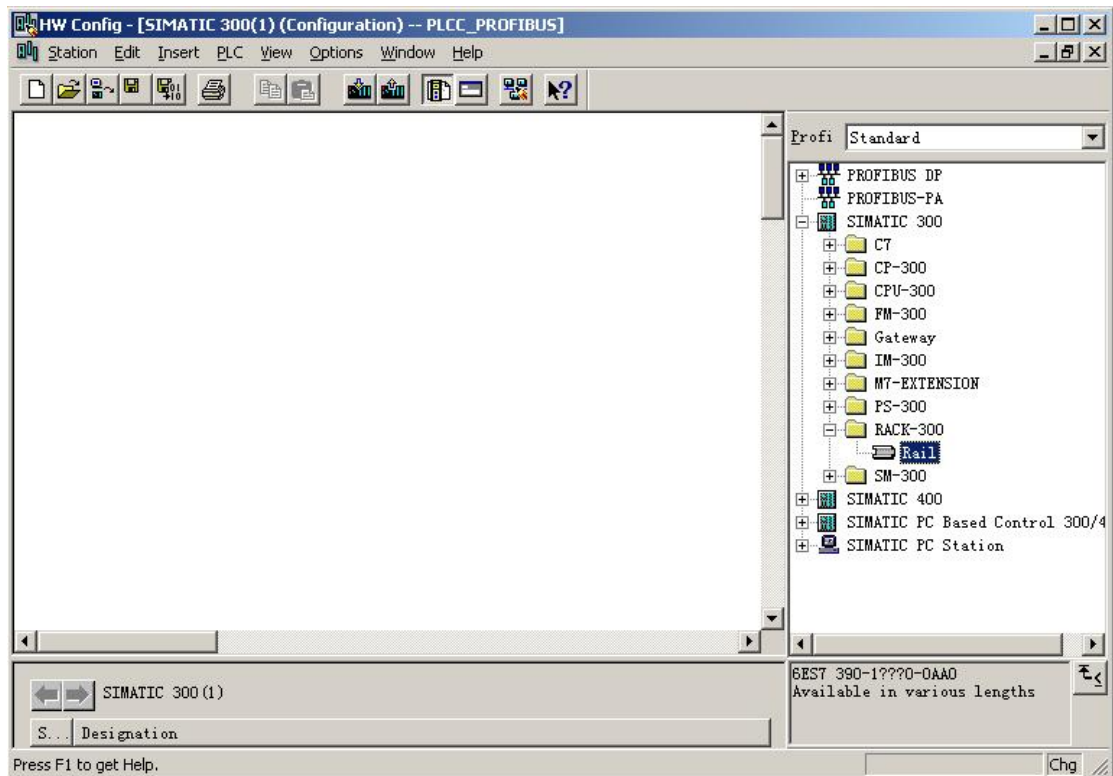 HW Config - [SIMATIC 300(1) (Configuration) -- PLCC_PROFIBUS]
Station Edit Insert PLC View Options Window Help
Profi Standard
PROFIBUS DP
PROFIBUS-PA
SIMATIC 300
C7
CP-300
CPU-300
FM-300
Gateway
IM-300
M7-EXTENSION
PS-300
RACK-300
Rail
SM-300
SIMATIC 400
SIMATIC PC Based Control 300/4
SIMATIC PC Station
SIMATIC 300(1)
S... Designation
6ES7 390-1???0-0AA0
Available in various lengths
Press F1 to get Help.
Chg